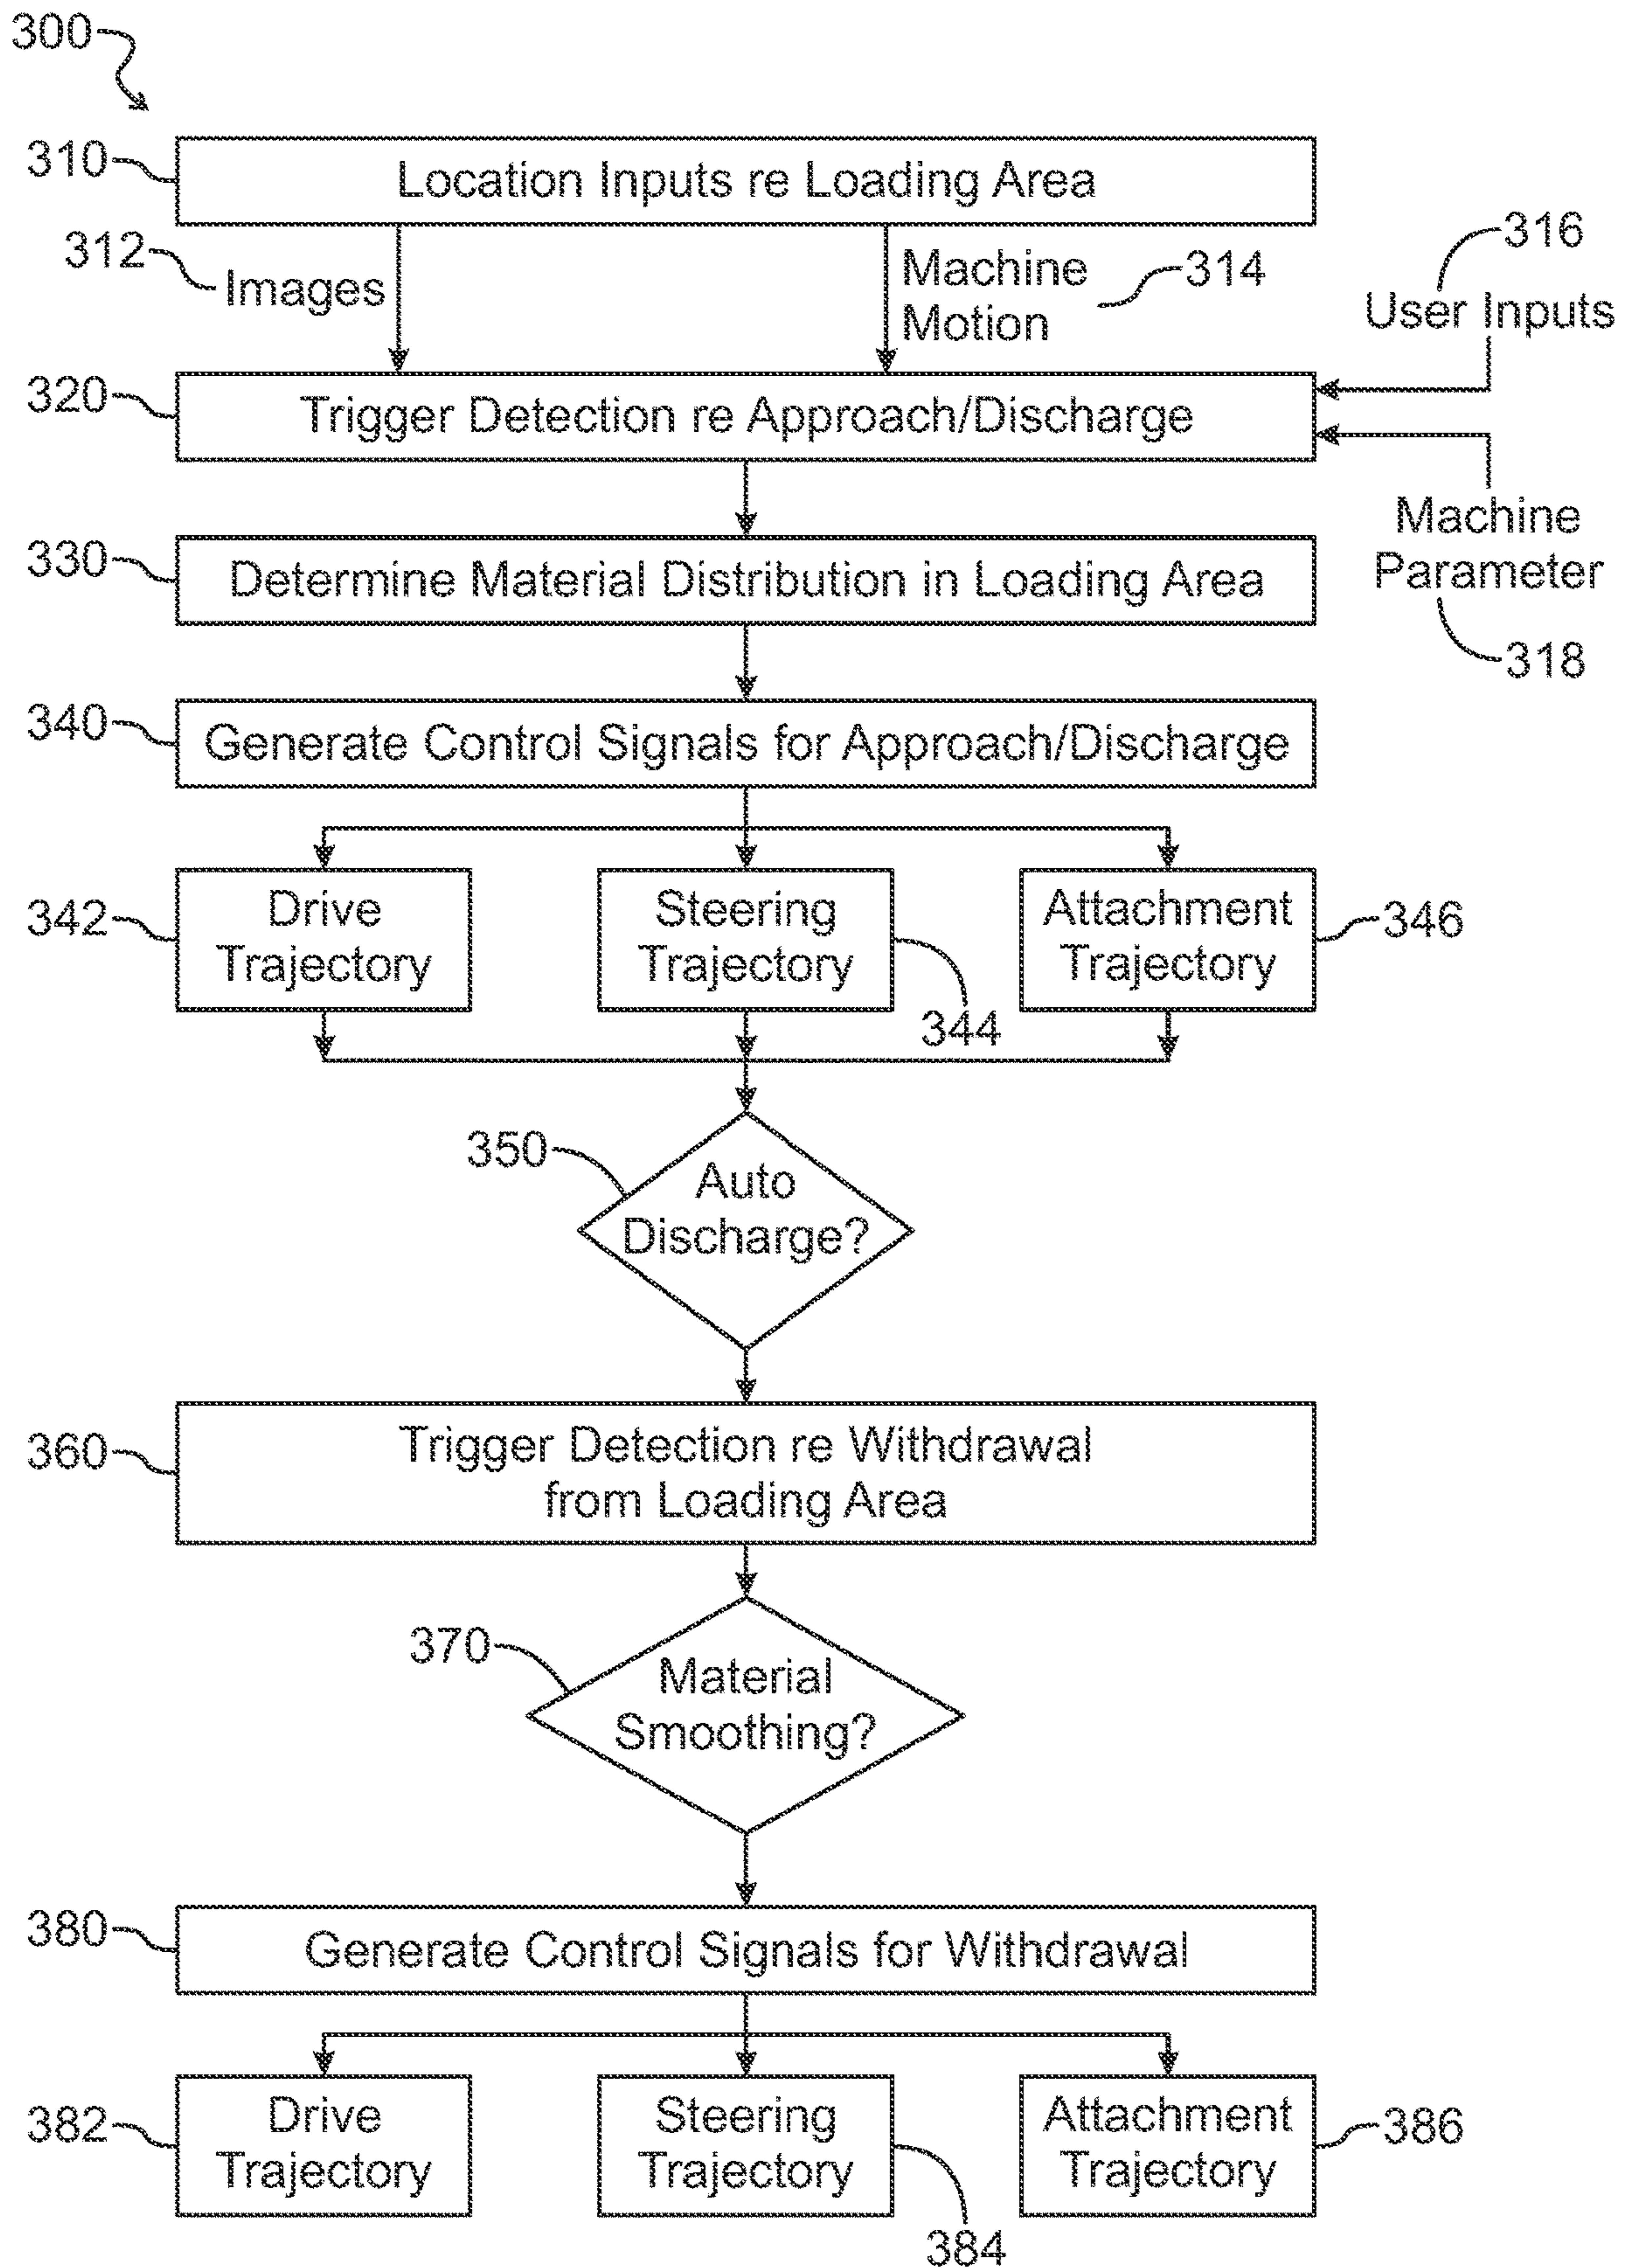 300
310
Location Inputs re Loading Area
312
Images
Machine
Motion
314
316
User Inputs
320
Trigger Detection re Approach/Discharge
Machine
Parameter
318
330
Determine Material Distribution in Loading Area
340
Generate Control Signals for Approach/Discharge
342
Drive
Trajectory
Steering
Trajectory
344
Attachment
Trajectory
346
350
Auto
Discharge?
360
Trigger Detection re Withdrawal
from Loading Area
370
Material
Smoothing?
380
Generate Control Signals for Withdrawal
382
Drive
Trajectory
Steering
Trajectory
384
Attachment
Trajectory
386